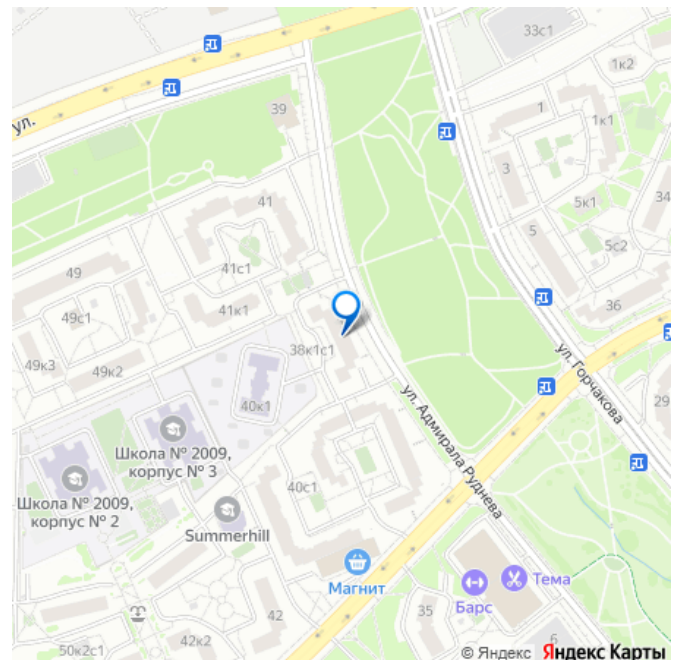 33с1
1к2
39
1
1к1
ул.
3
34
41
5к1
5
5с2
41с1
49
36
41к1
49с1
38к1с1
49к3
49к2
ул. Горчакова
29
40к1
ул. Адмирала Руднева
Школа № 2009,
корпус № 3
40с1
Школа № 2009,
корпус № 2
Summerhill
Магнит
Барс
Тема
35
42
6
42к2
50к2с1
© Яндекс Яндекс Карты